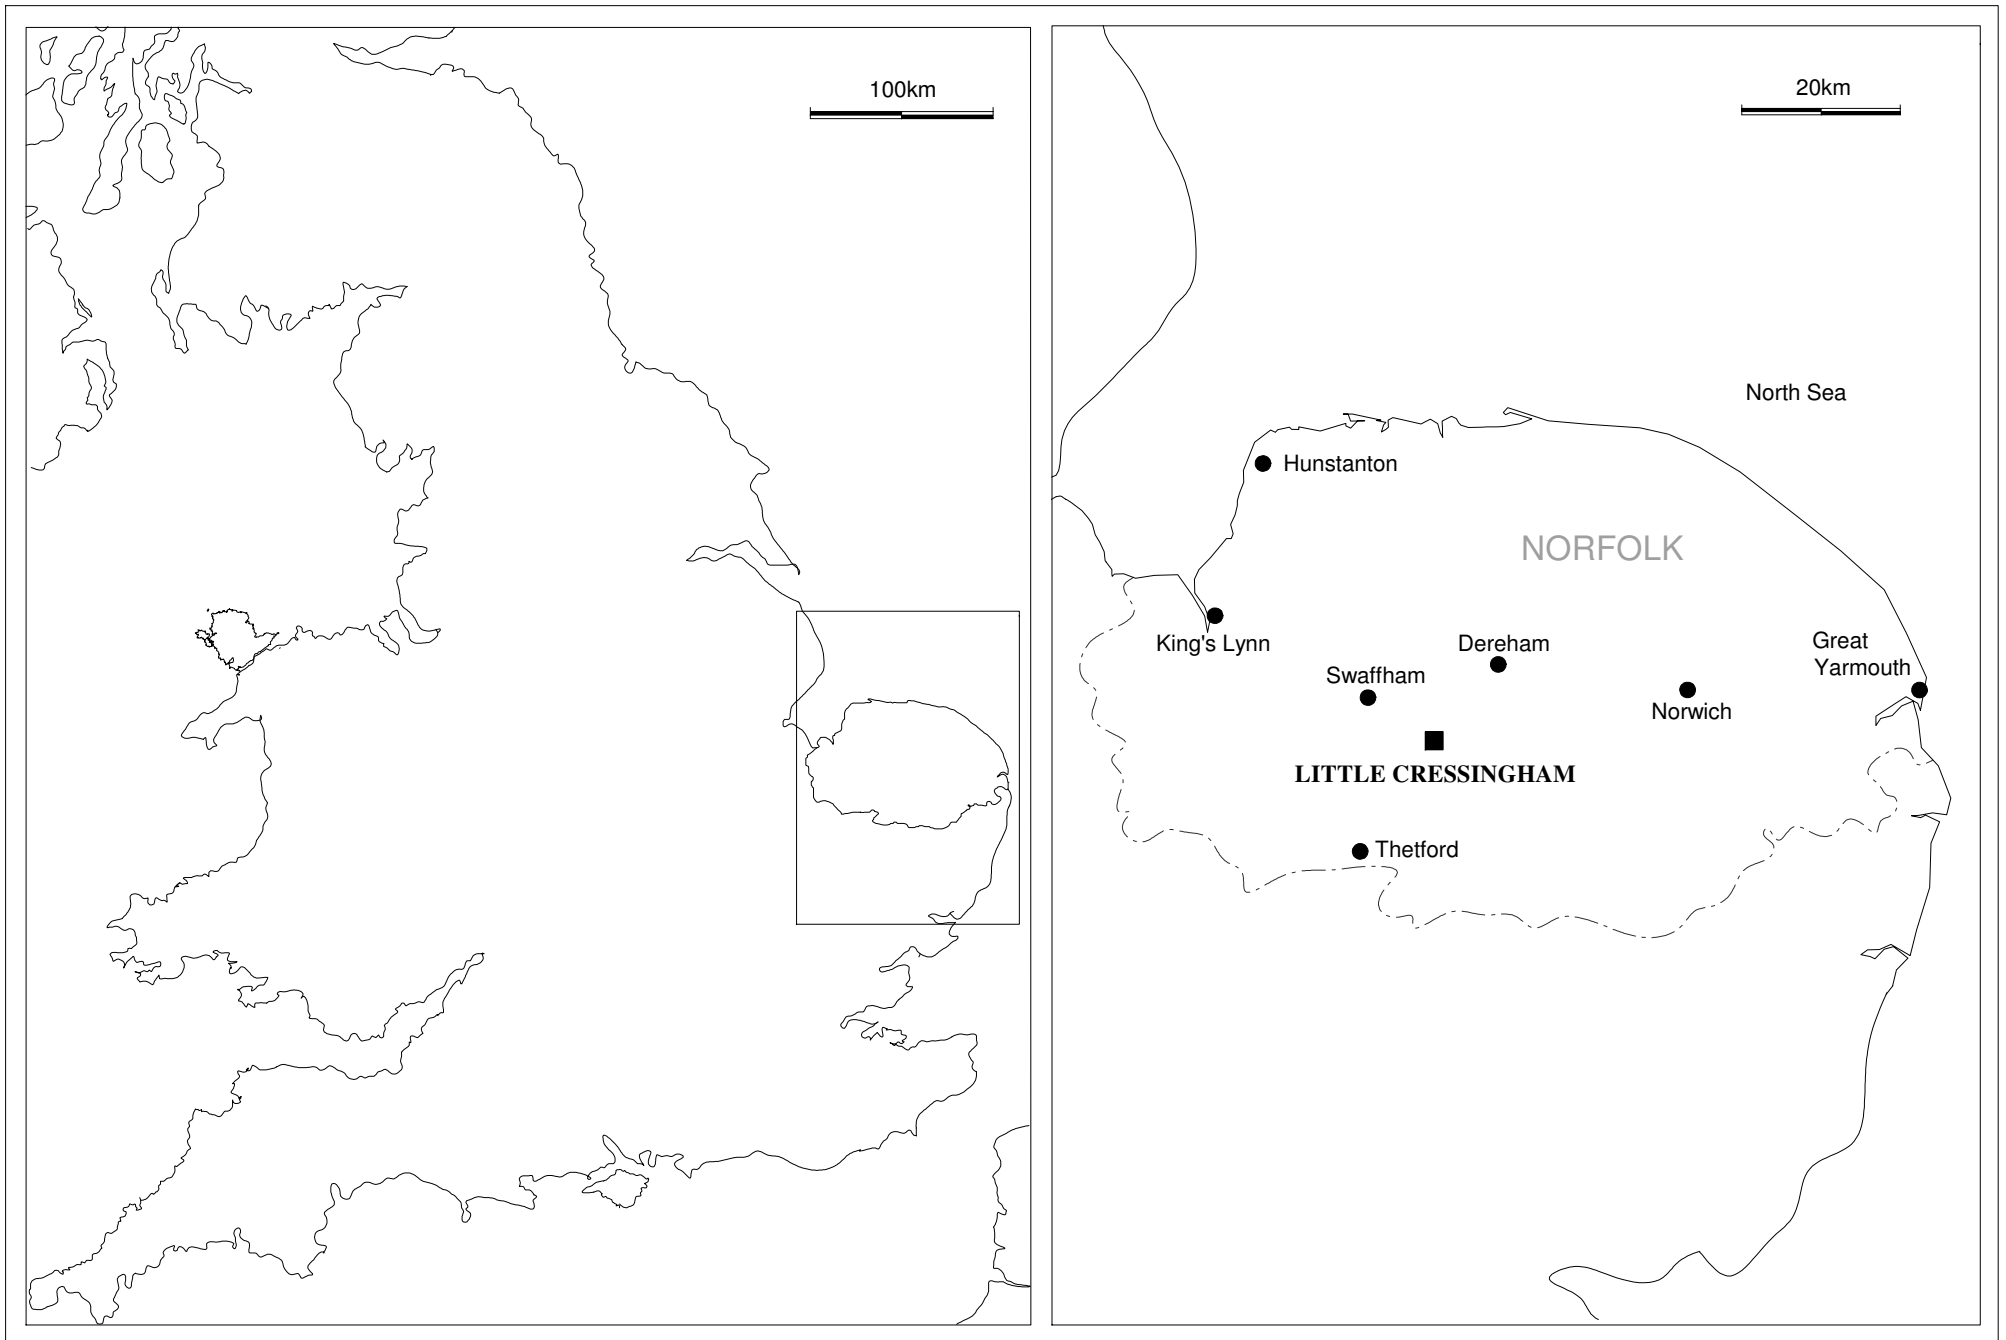 100km
20km
North Sea
Hunstanton
NORFOLK
King's Lynn
Dereham
Great
Yarmouth
Swaffham
Norwich
LITTLE CRESSINGHAM
Thetford